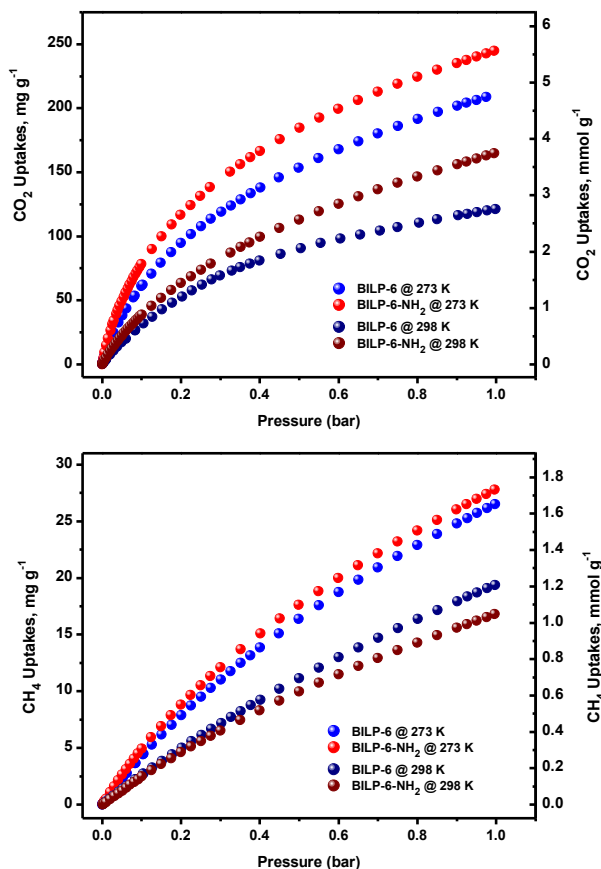 CO2 Uptakes, mg g-1
250
200
150
100
50
0
CO2 Uptakes, mmol g-1
6
5
4
3
2
1
0
BILP-6 @ 273 K
BILP-6-NH2 @ 273 K
BILP-6 @ 298 K
BILP-6-NH2 @ 298 K
0.0 0.2 0.4 0.6 0.8 1.0
Pressure (bar)
CH4 Uptakes, mg g-1
30
25
20
15
10
5
0
CH4 Uptakes, mmol g-1
1.8
1.6
1.4
1.2
1.0
0.8
0.6
0.4
0.2
0.0
BILP-6 @ 273 K
BILP-6-NH2 @ 273 K
BILP-6 @ 298 K
BILP-6-NH2 @ 298 K
0.0 0.2 0.4 0.6 0.8 1.0
Pressure (bar)